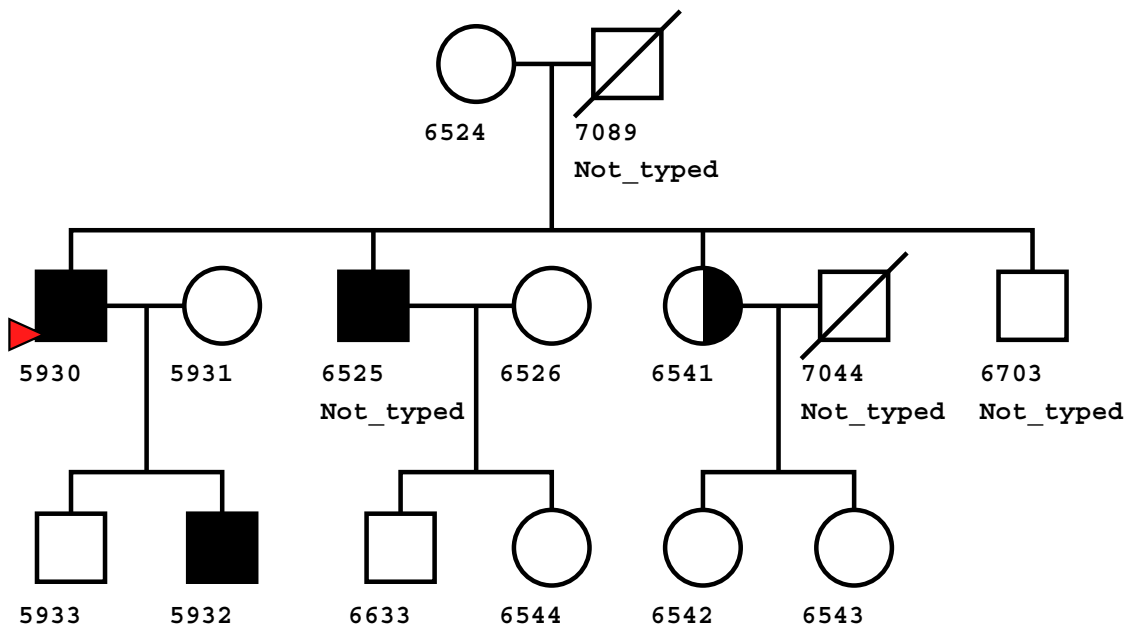 6524 7089
Not_typed
5930 5931 6525 6526 6541 7044 6703
Not_typed Not_typed Not_typed
5933 5932 6633 6544 6542 6543